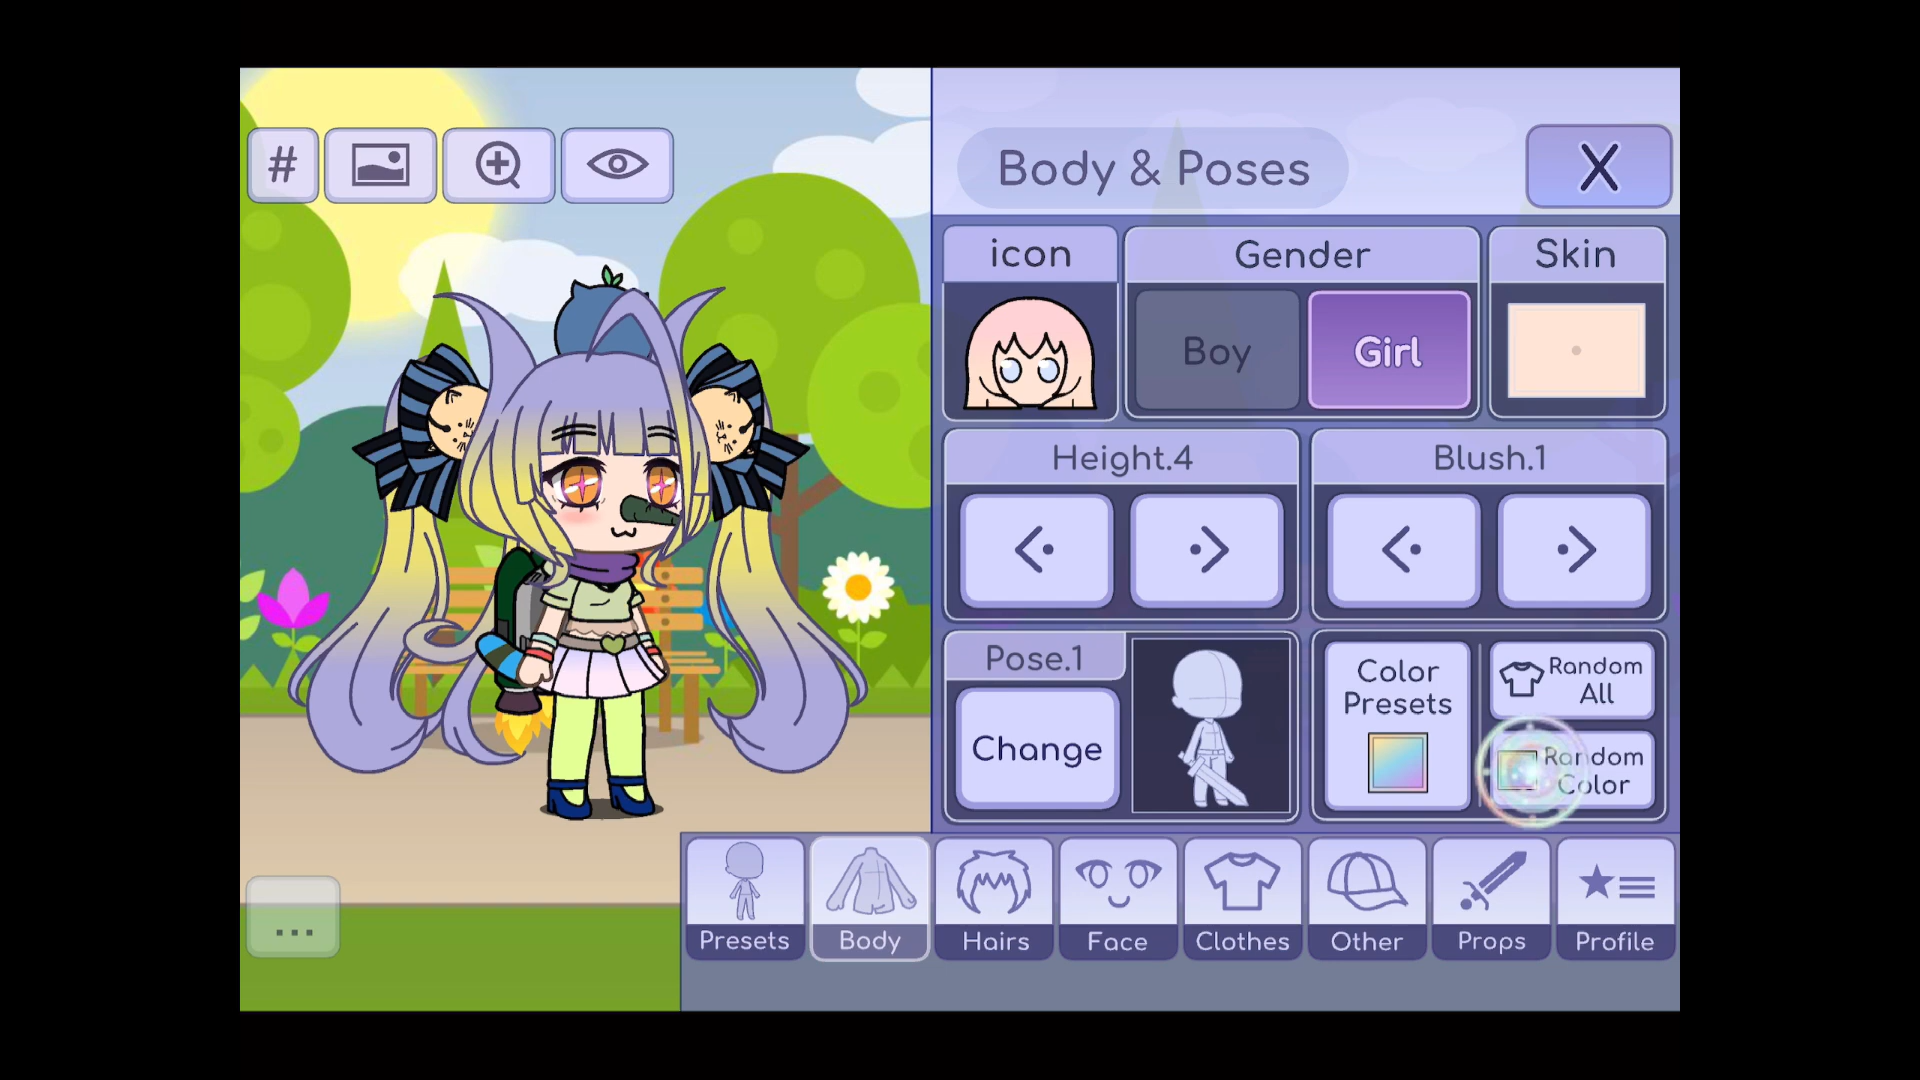 #
Body & Poses
X
icon
Gender
Skin
Boy
Girl
Height.4
Blush.1
Pose.1
Change
Color
Presets
Random
All
Random
Color
...
Presets
Body
Hairs
Face
Clothes
Other
Props
Profile